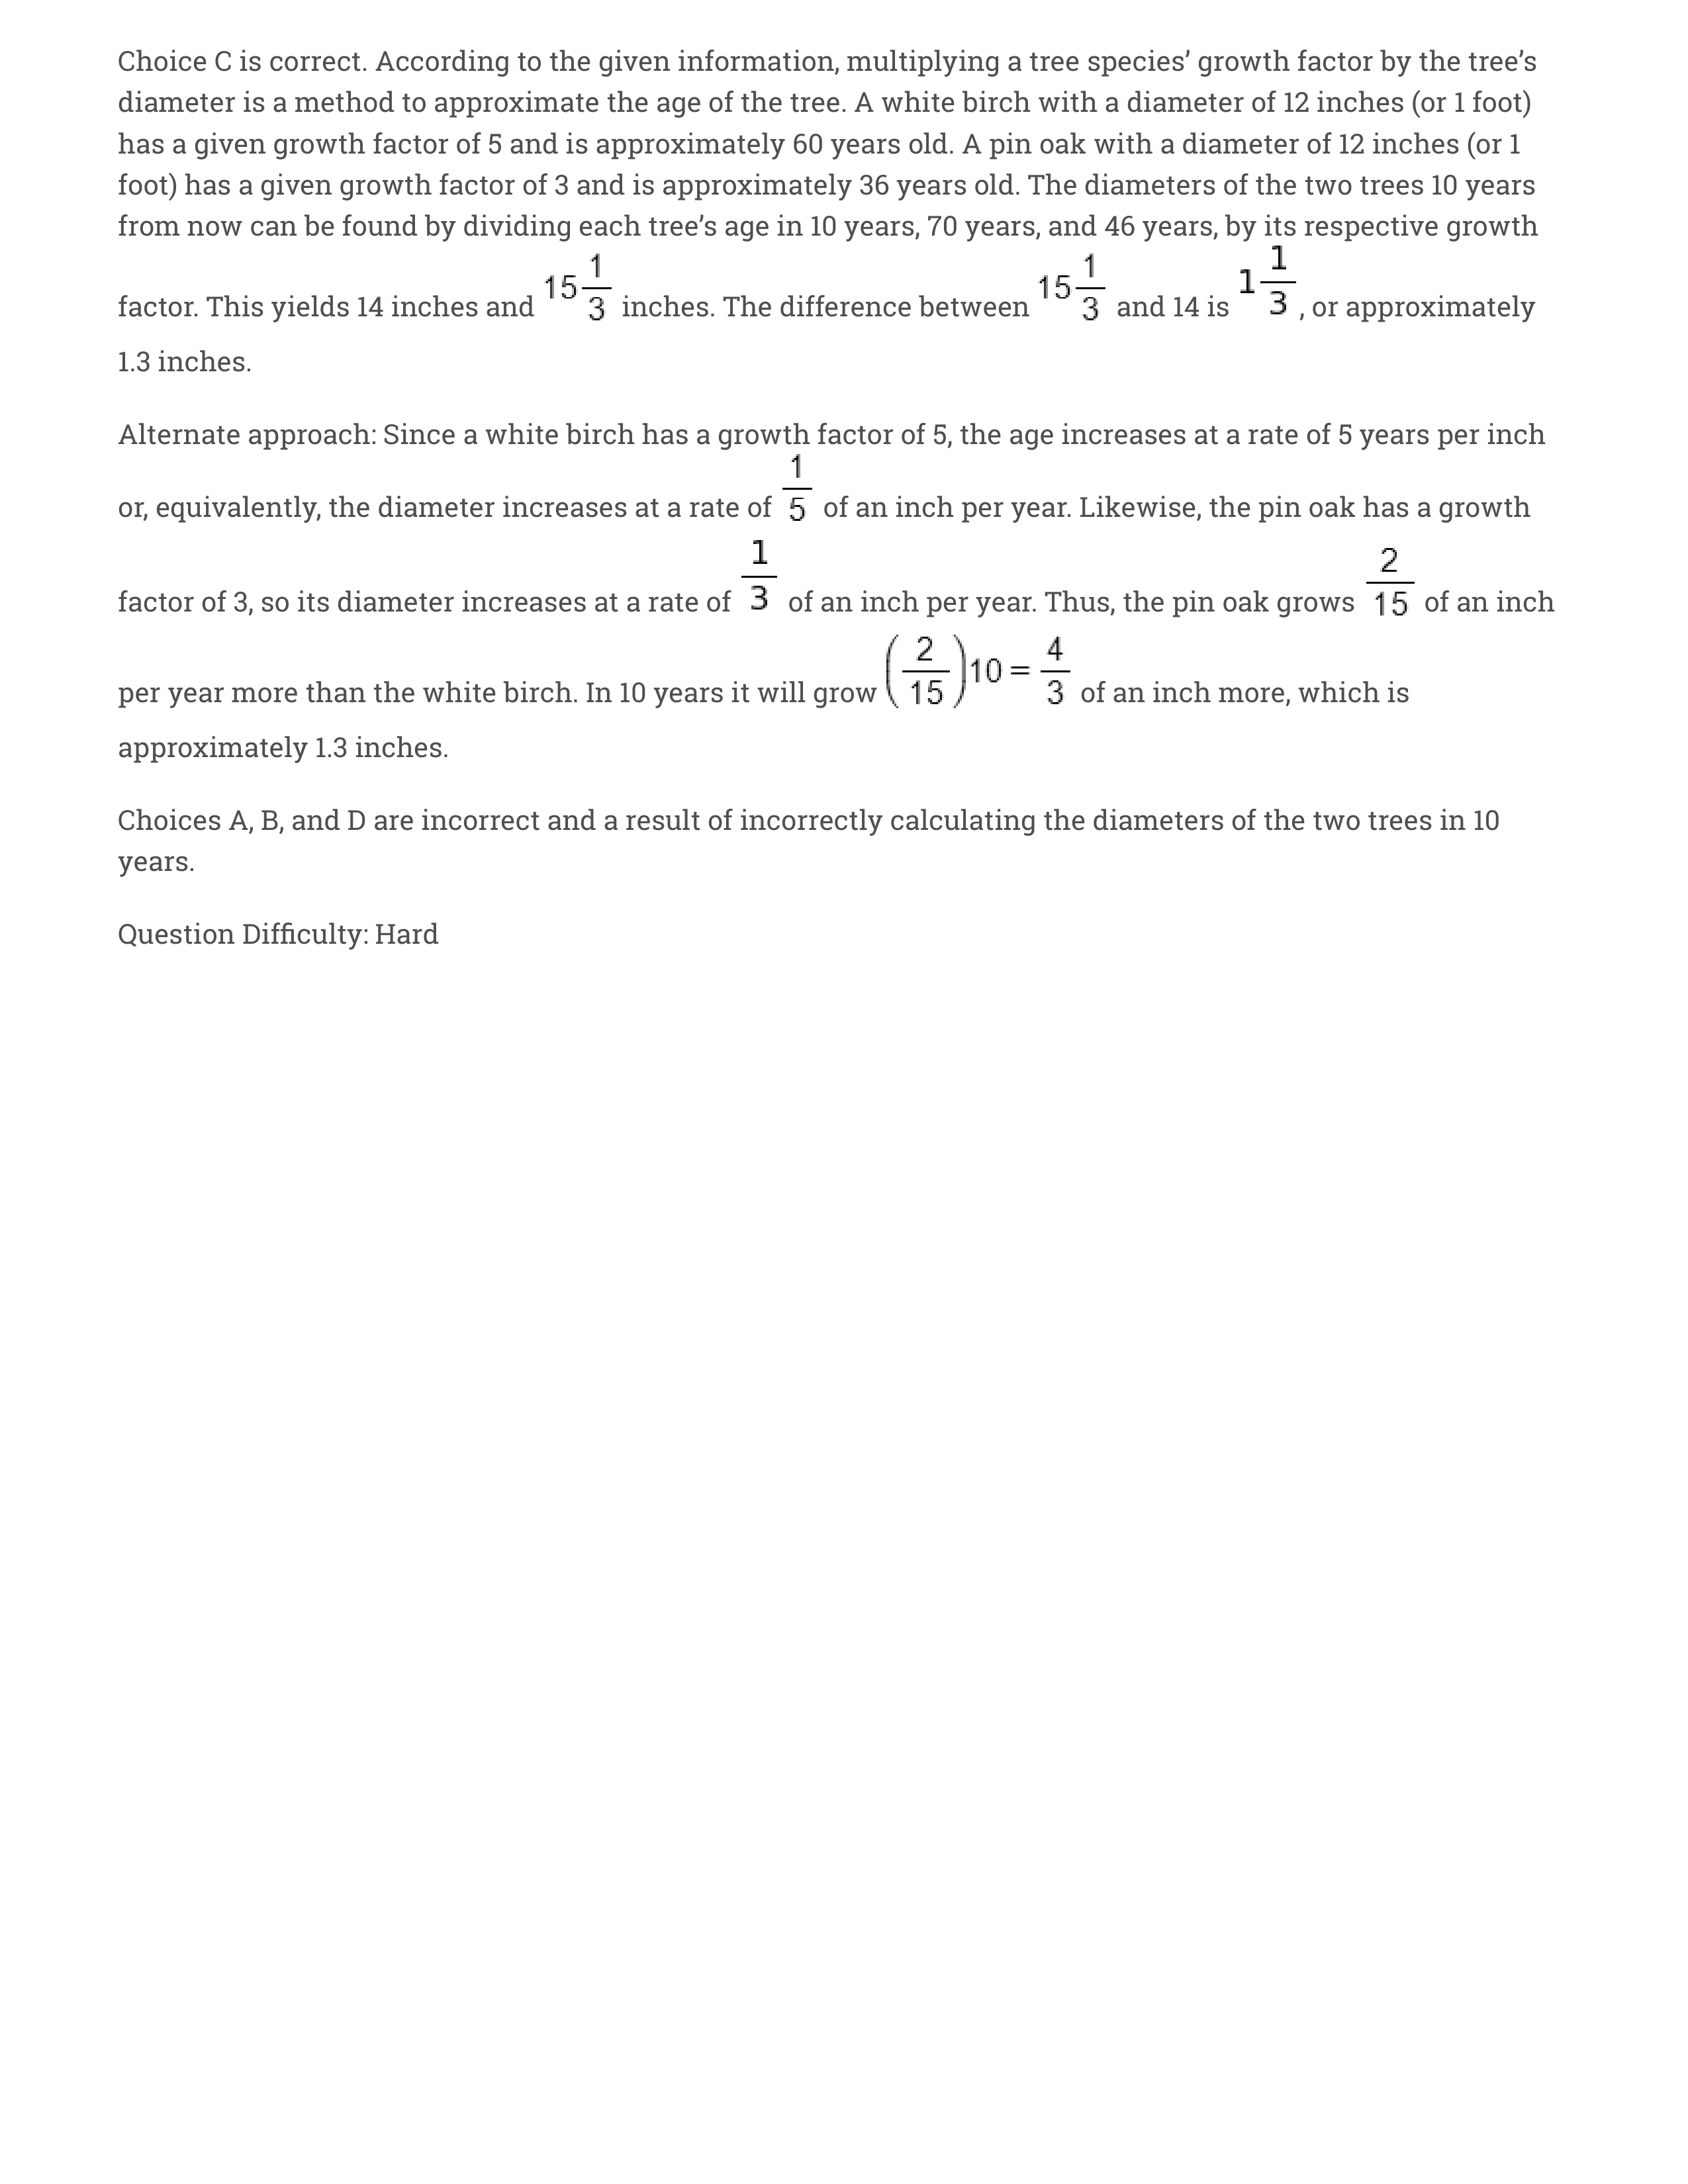 Choice C is correct. According to the given information, multiplying a tree species’ growth factor by the tree’s
diameter is a method to approximate the age of the tree. A white birch with a diameter of 12 inches (or 1 foot)
has a given growth factor of 5 and is approximately 60 years old. A pin oak with a diameter of 12 inches (or 1
foot) has a given growth factor of 3 and is approximately 36 years old. The diameters of the two trees 10 years
from now can be found by dividing each tree’s age in 10 years, 70 years, and 46 years, by its respective growth
factor. This yields 14 inches and 15 1/3 inches. The difference between 15 1/3 and 14 is 1 1/3, or approximately
1.3 inches.
Alternate approach: Since a white birch has a growth factor of 5, the age increases at a rate of 5 years per inch
or, equivalently, the diameter increases at a rate of 1/5 of an inch per year. Likewise, the pin oak has a growth
factor of 3, so its diameter increases at a rate of 1/3 of an inch per year. Thus, the pin oak grows 2/15 of an inch
per year more than the white birch. In 10 years it will grow (2/15)10 = 4/3 of an inch more, which is
approximately 1.3 inches.
Choices A, B, and D are incorrect and a result of incorrectly calculating the diameters of the two trees in 10
years.
Question Difficulty: Hard